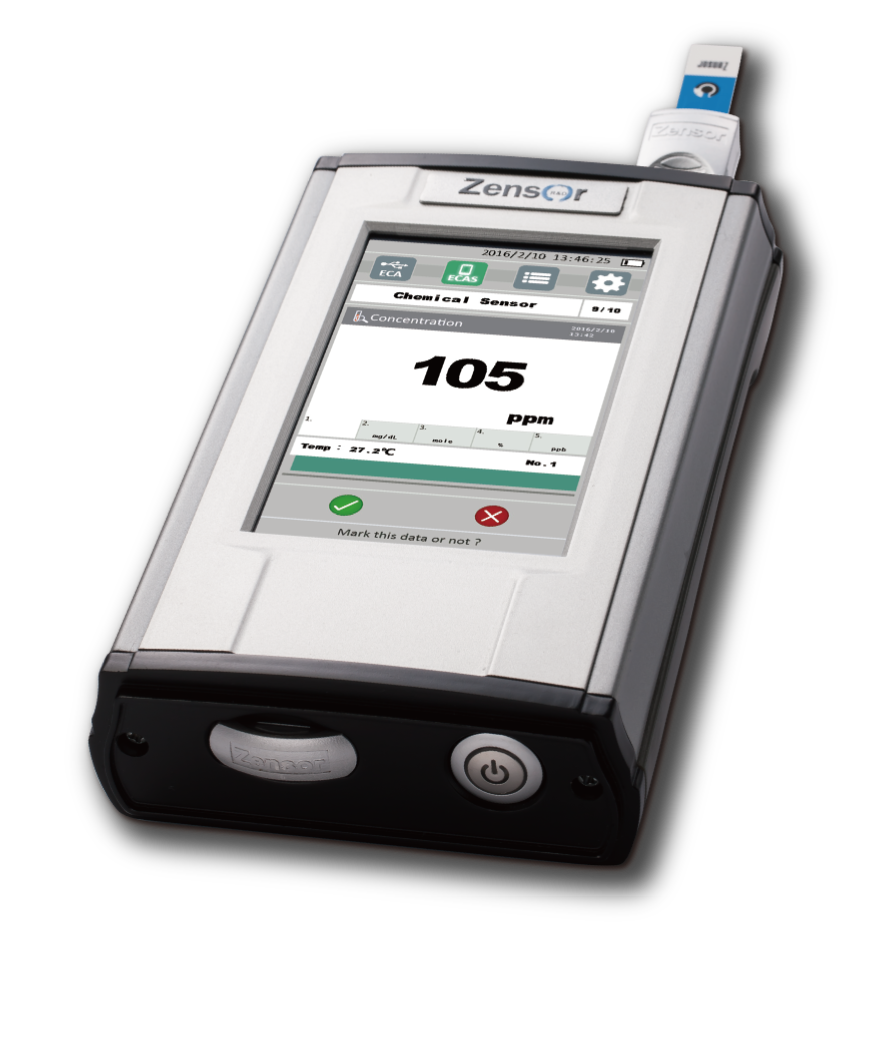 Zensor
Zensor
Zensor
R&D
2016/2/10 13:46:25
ECA
ECAS
Chemical Sensor
9/10
Concentration
2016/2/10
13:45
105
ppm
1.
2.
mg/dL
3.
mole
4.
%
5.
ppb
Temp : 27.2℃
No.1
Mark this data or not ?
Zensor